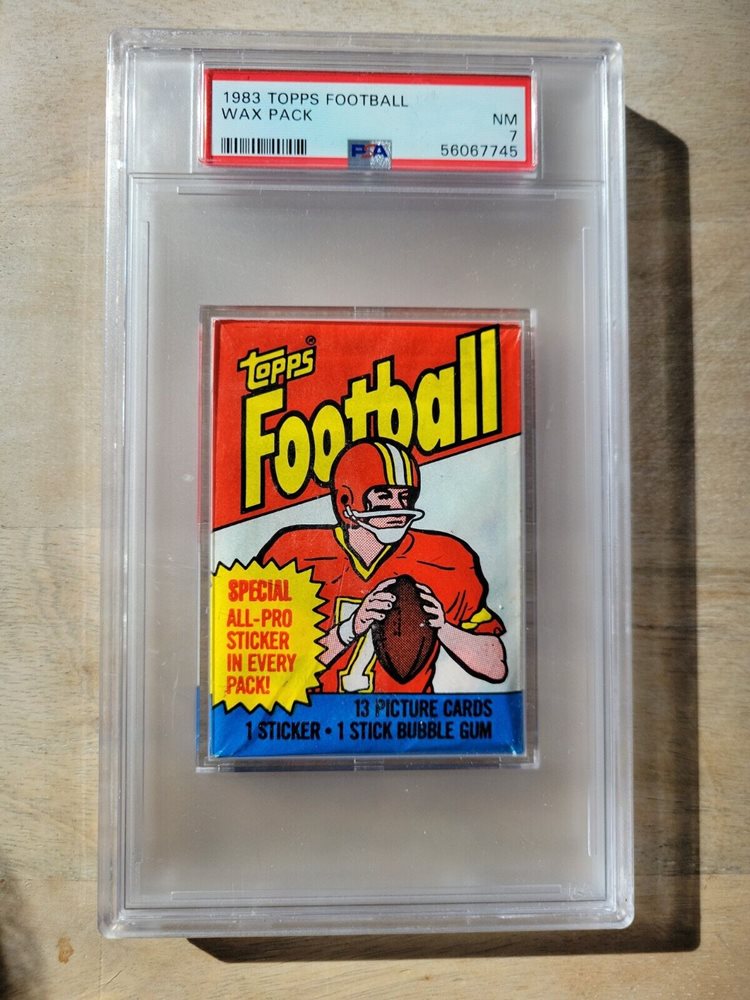 1983 TOPPS FOOTBALL
WAX PACK
NM
7
PSA
56067745
topps®
Football
SPECIAL
ALL-PRO
STICKER
IN EVERY
PACK!
7
13 PICTURE CARDS
1 STICKER • 1 STICK BUBBLE GUM